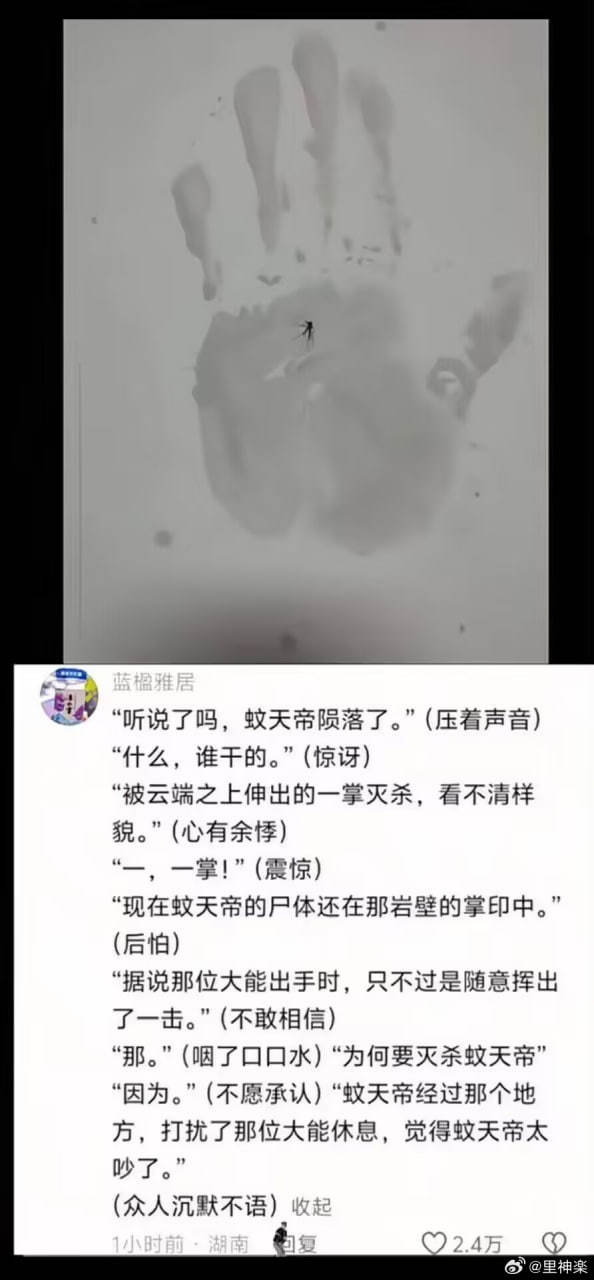 蓝楹雅居
“听说了吗，蚊天帝陨落了。”（压着声音）
“什么，谁干的。”（惊讶）
“被云端之上伸出的一掌灭杀，看不清样
貌。”（心有余悸）
“一，一掌！”（震惊）
“现在蚊天帝的尸体还在那岩壁的掌印中。”
（后怕）
“据说那位大能出手时，只不过是随意挥出
了一击。”（不敢相信）
“那。”（咽了口口水）“为何要灭杀蚊天帝”
“因为。”（不愿承认）“蚊天帝经过那个地
方，打扰了那位大能休息，觉得蚊天帝太
吵了。”
（众人沉默不语）收起
1小时前 · 湖南 回复 2.4万
@里神楽